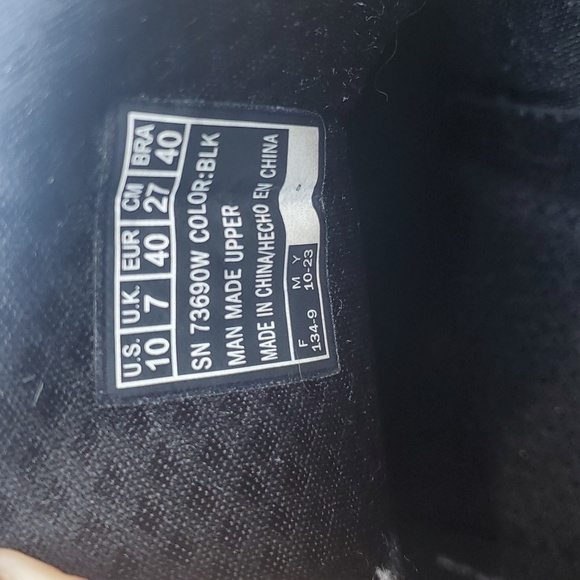 U.S. U.K. EUR CM BRA
10 7 40 27 40
SN 73690W COLOR:BLK
MAN MADE UPPER
MADE IN CHINA/HECHO EN CHINA
F M Y
134-9 10-23